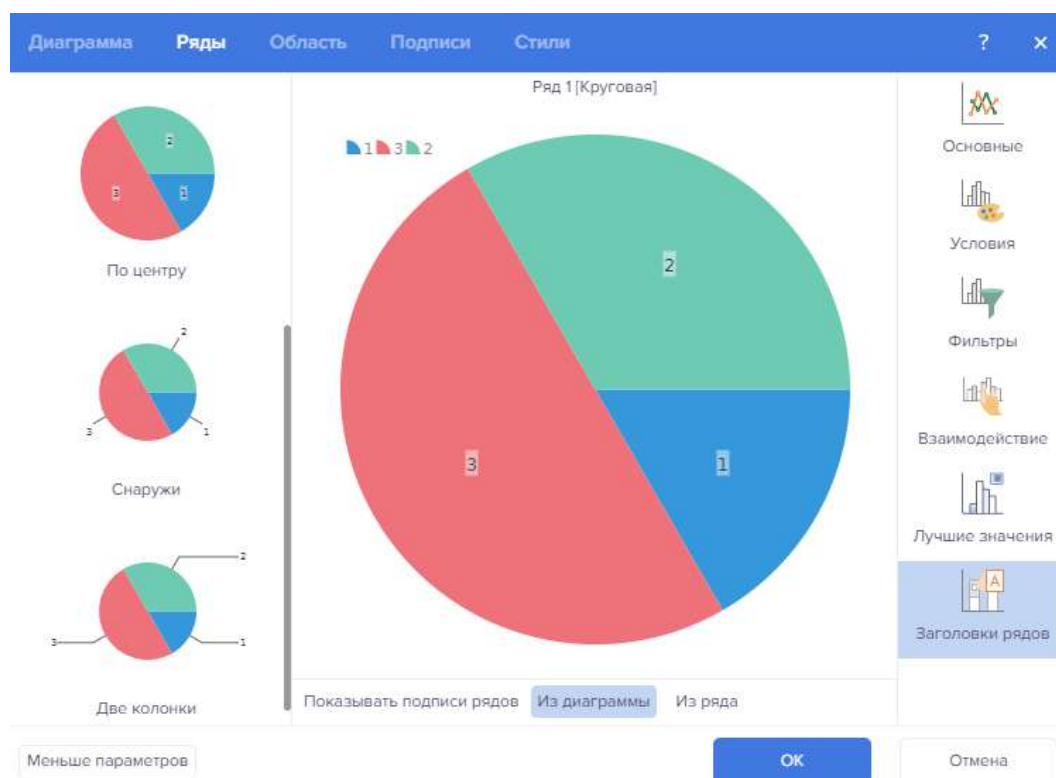 Диаграмма Ряды Область Подписи Стили ? ×
2
3 1
По центру
2
3 1
Снаружи
2
3 1
Две колонки
Ряд 1 [Круговая]
1 3 2
2
3 1
Показывать подписи рядов Из диаграммы Из ряда
Основные
Условия
Фильтры
Взаимодействие
Лучшие значения
A
Заголовки рядов
Меньше параметров OK Отмена